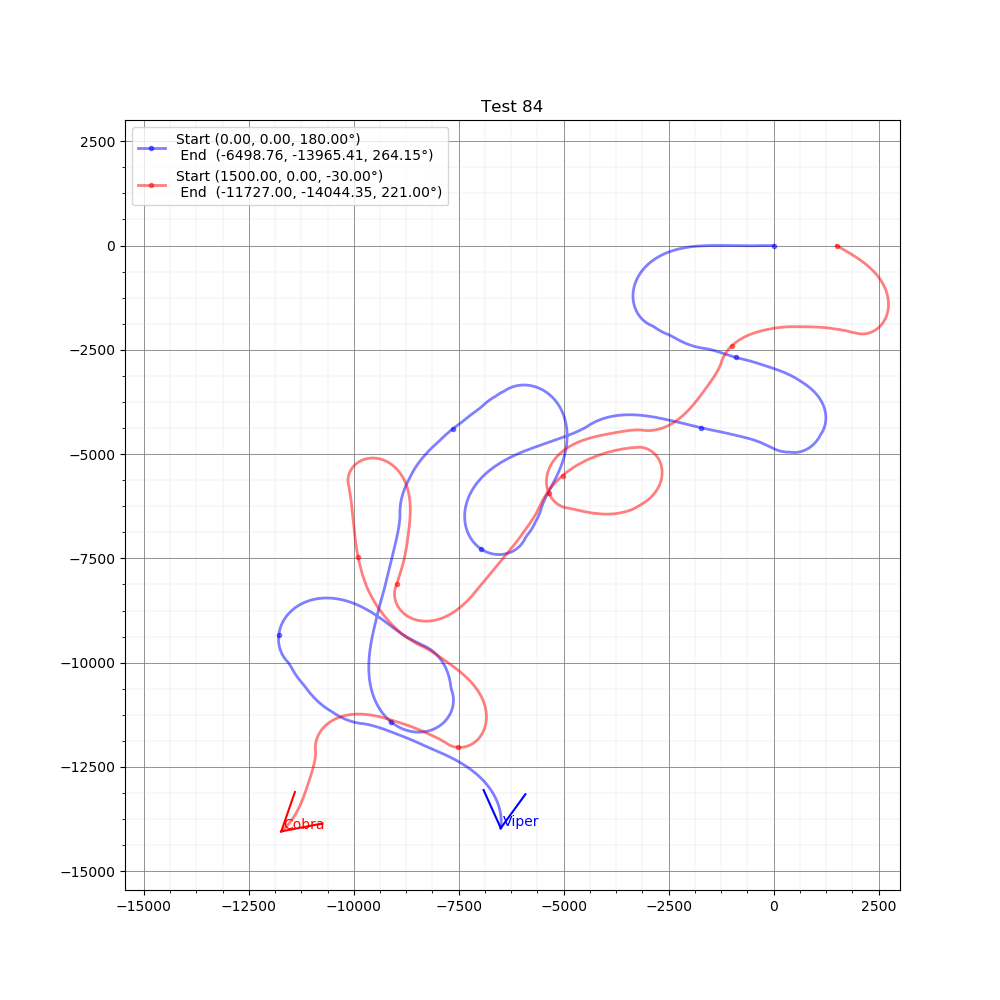 Test 84
Start (0.00, 0.00, 180.00°)
End  (-6498.76, -13965.41, 264.15°)
Start (1500.00, 0.00, -30.00°)
End  (-11727.00, -14044.35, 221.00°)
2500
0
−2500
−5000
−7500
−10000
−12500
−15000
Cobra
Viper
−15000 −12500 −10000 −7500 −5000 −2500 0 2500